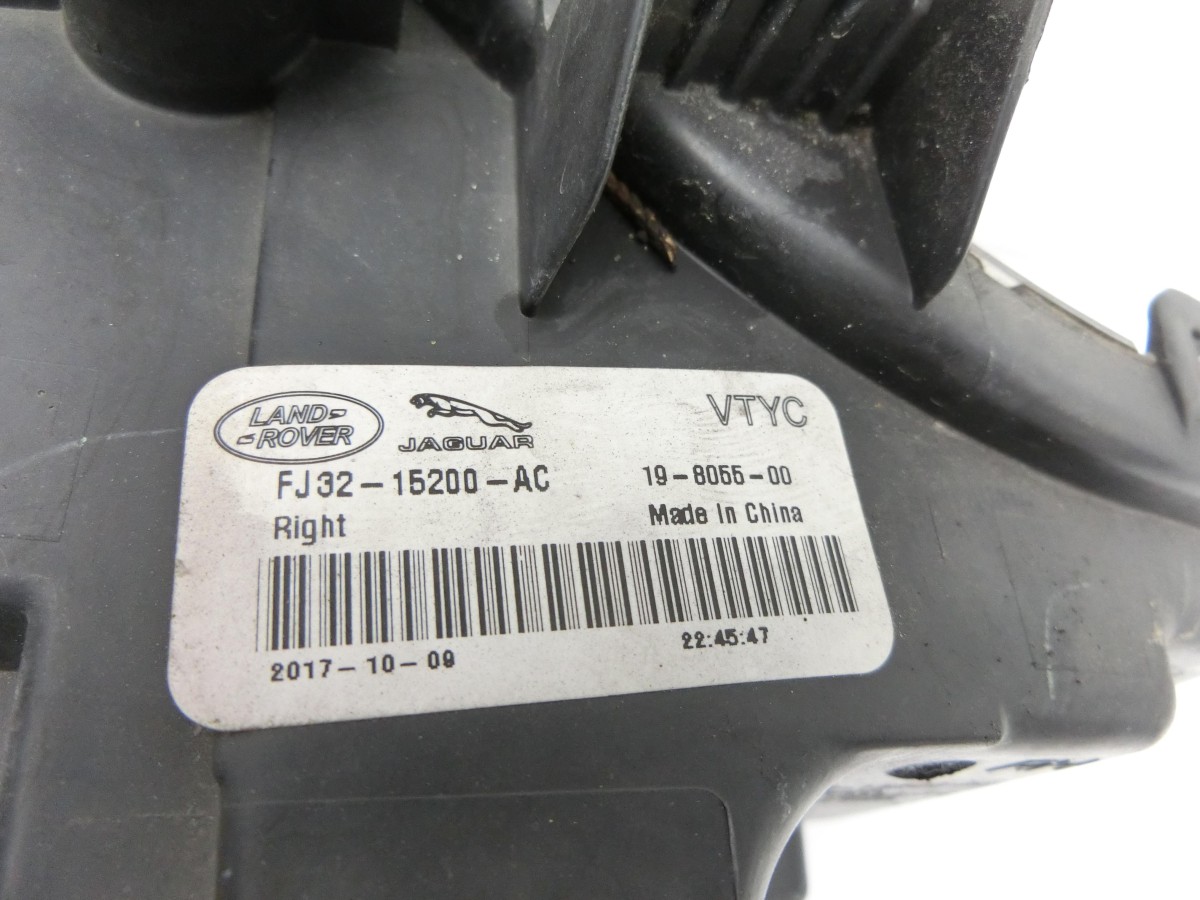 LAND-
-ROVER
JAGUAR
VTYC
FJ32-15200-AC
19-8055-00
Right
Made In China
2017-10-09
22:45:47